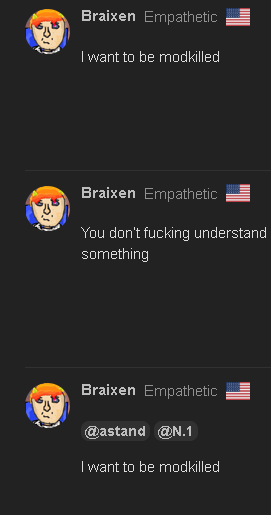 Braixen Empathetic
I want to be modkilled
Braixen Empathetic
You don't fucking understand
something
Braixen Empathetic
@astand @N.1
I want to be modkilled